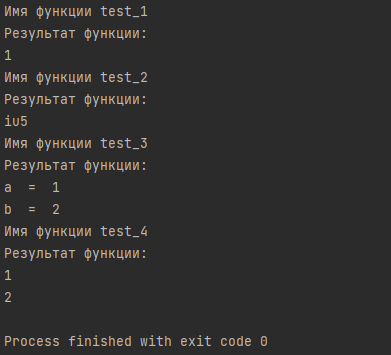 Имя функции test_1
Результат функции:
1
Имя функции test_2
Результат функции:
iu5
Имя функции test_3
Результат функции:
a  =  1
b  =  2
Имя функции test_4
Результат функции:
1
2
Process finished with exit code 0